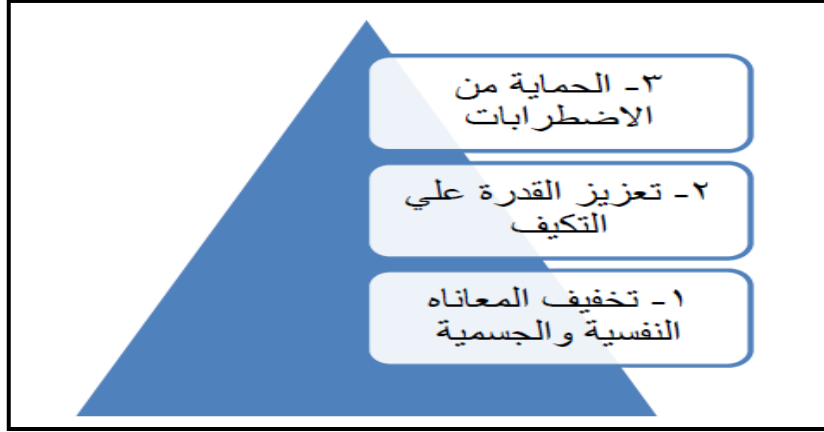 ٣- الحماية من
الاضطرابات
٢- تعزيز القدرة علي
التكيف
١- تخفيف المعاناه
النفسية والجسمية